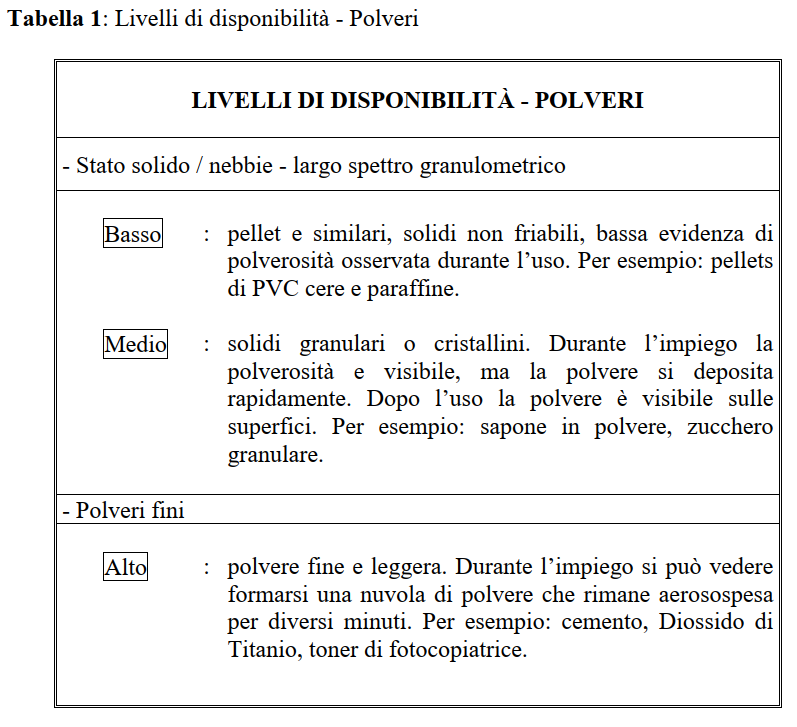 Tabella 1: Livelli di disponibilità - Polveri
LIVELLI DI DISPONIBILITÀ - POLVERI
- Stato solido / nebbie - largo spettro granulometrico
Basso : pellet e similari, solidi non friabili, bassa evidenza di
polverosità osservata durante l’uso. Per esempio: pellets
di PVC cere e paraffine.
Medio : solidi granulari o cristallini. Durante l’impiego la
polverosità e visibile, ma la polvere si deposita
rapidamente. Dopo l’uso la polvere è visibile sulle
superfici. Per esempio: sapone in polvere, zucchero
granulare.
- Polveri fini
Alto : polvere fine e leggera. Durante l’impiego si può vedere
formarsi una nuvola di polvere che rimane aerosospesa
per diversi minuti. Per esempio: cemento, Diossido di
Titanio, toner di fotocopiatrice.